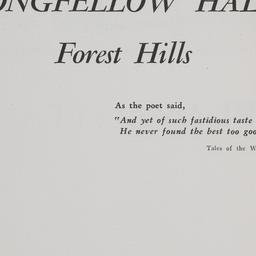 ONGFELLOW HAL
Forest Hills
As the poet said,
"And yet of such fastidious taste
He never found the best too goo
Tales of the W